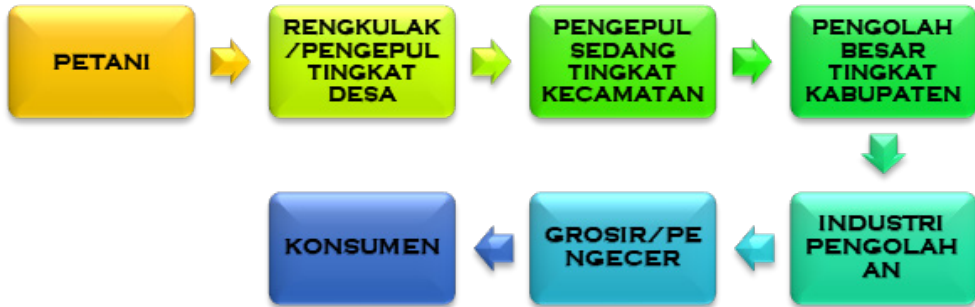 PETANI
RENGKULAK
/PENGEPUL
TINGKAT
DESA
PENGEPUL
SEDANG
TINGKAT
KECAMATAN
PENGOLAH
BESAR
TINGKAT
KABUPATEN
INDUSTRI
PENGOLAH
AN
GROSIR/PE
NGECER
KONSUMEN